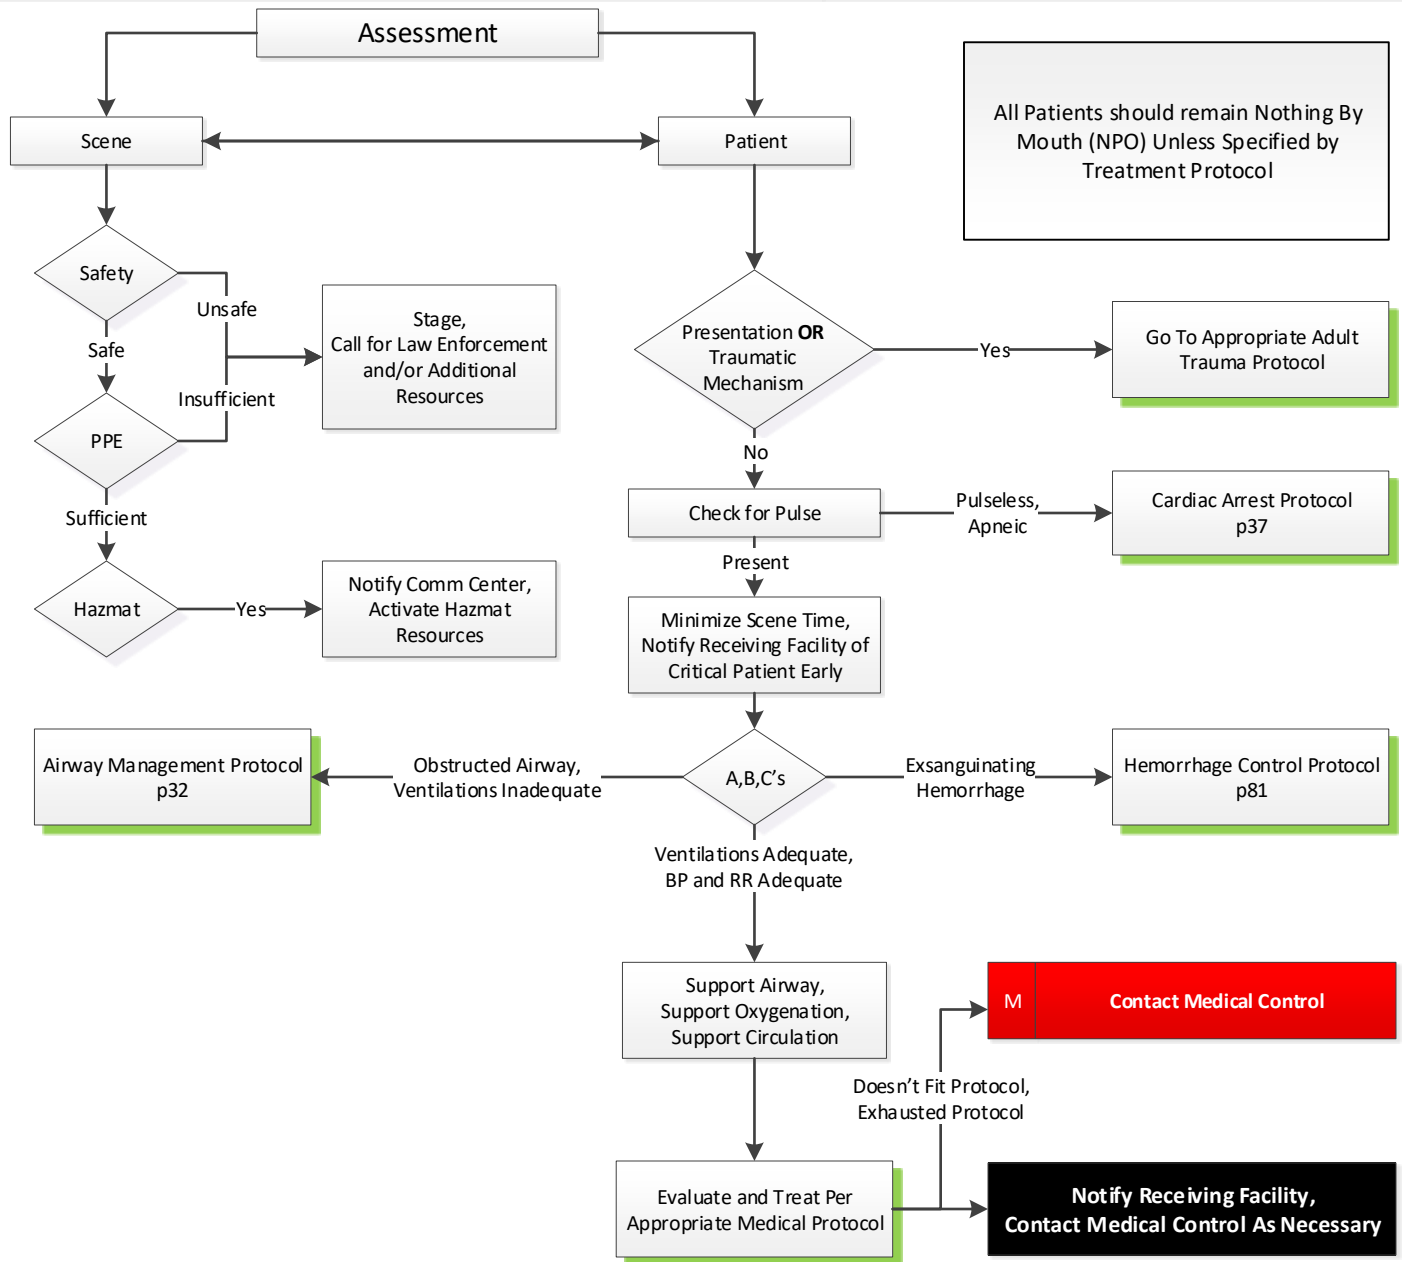 Assessment
Scene
Patient
All Patients should remain Nothing By
Mouth (NPO) Unless Specified by
Treatment Protocol
Safety
Unsafe
Safe
Stage,
Call for Law Enforcement
and/or Additional
Resources
Insufficient
PPE
Sufficient
Hazmat
Yes
Notify Comm Center,
Activate Hazmat
Resources
Presentation OR
Traumatic
Mechanism
Yes
Go To Appropriate Adult
Trauma Protocol
No
Check for Pulse
Pulseless,
Apneic
Cardiac Arrest Protocol
p37
Present
Minimize Scene Time,
Notify Receiving Facility of
Critical Patient Early
Airway Management Protocol
p32
Obstructed Airway,
Ventilations Inadequate
A,B,C’s
Exsanguinating
Hemorrhage
Hemorrhage Control Protocol
p81
Ventilations Adequate,
BP and RR Adequate
Support Airway,
Support Oxygenation,
Support Circulation
M
Contact Medical Control
Doesn’t Fit Protocol,
Exhausted Protocol
Evaluate and Treat Per
Appropriate Medical Protocol
Notify Receiving Facility,
Contact Medical Control As Necessary